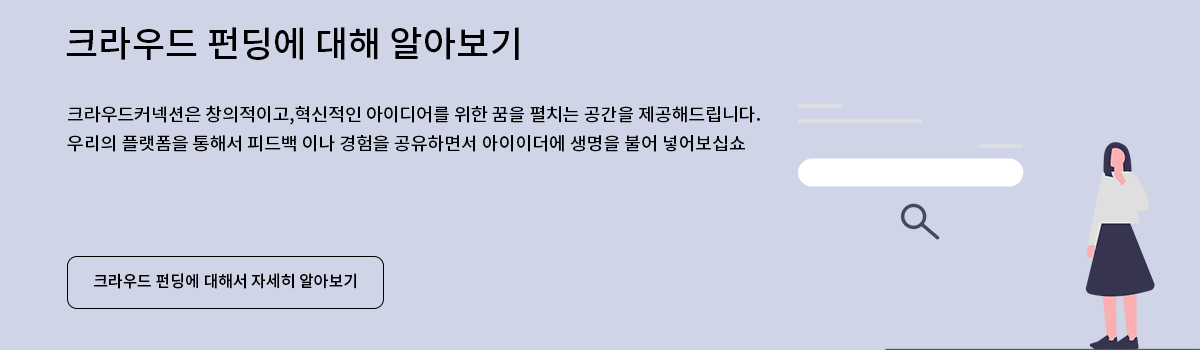 크라우드 펀딩에 대해 알아보기
크라우드커넥션은 창의적이고,혁신적인 아이디어를 위한 꿈을 펼치는 공간을 제공해드립니다.
우리의 플랫폼을 통해서 피드백 이나 경험을 공유하면서 아이이더에 생명을 불어 넣어보십쇼
크라우드 펀딩에 대해서 자세히 알아보기